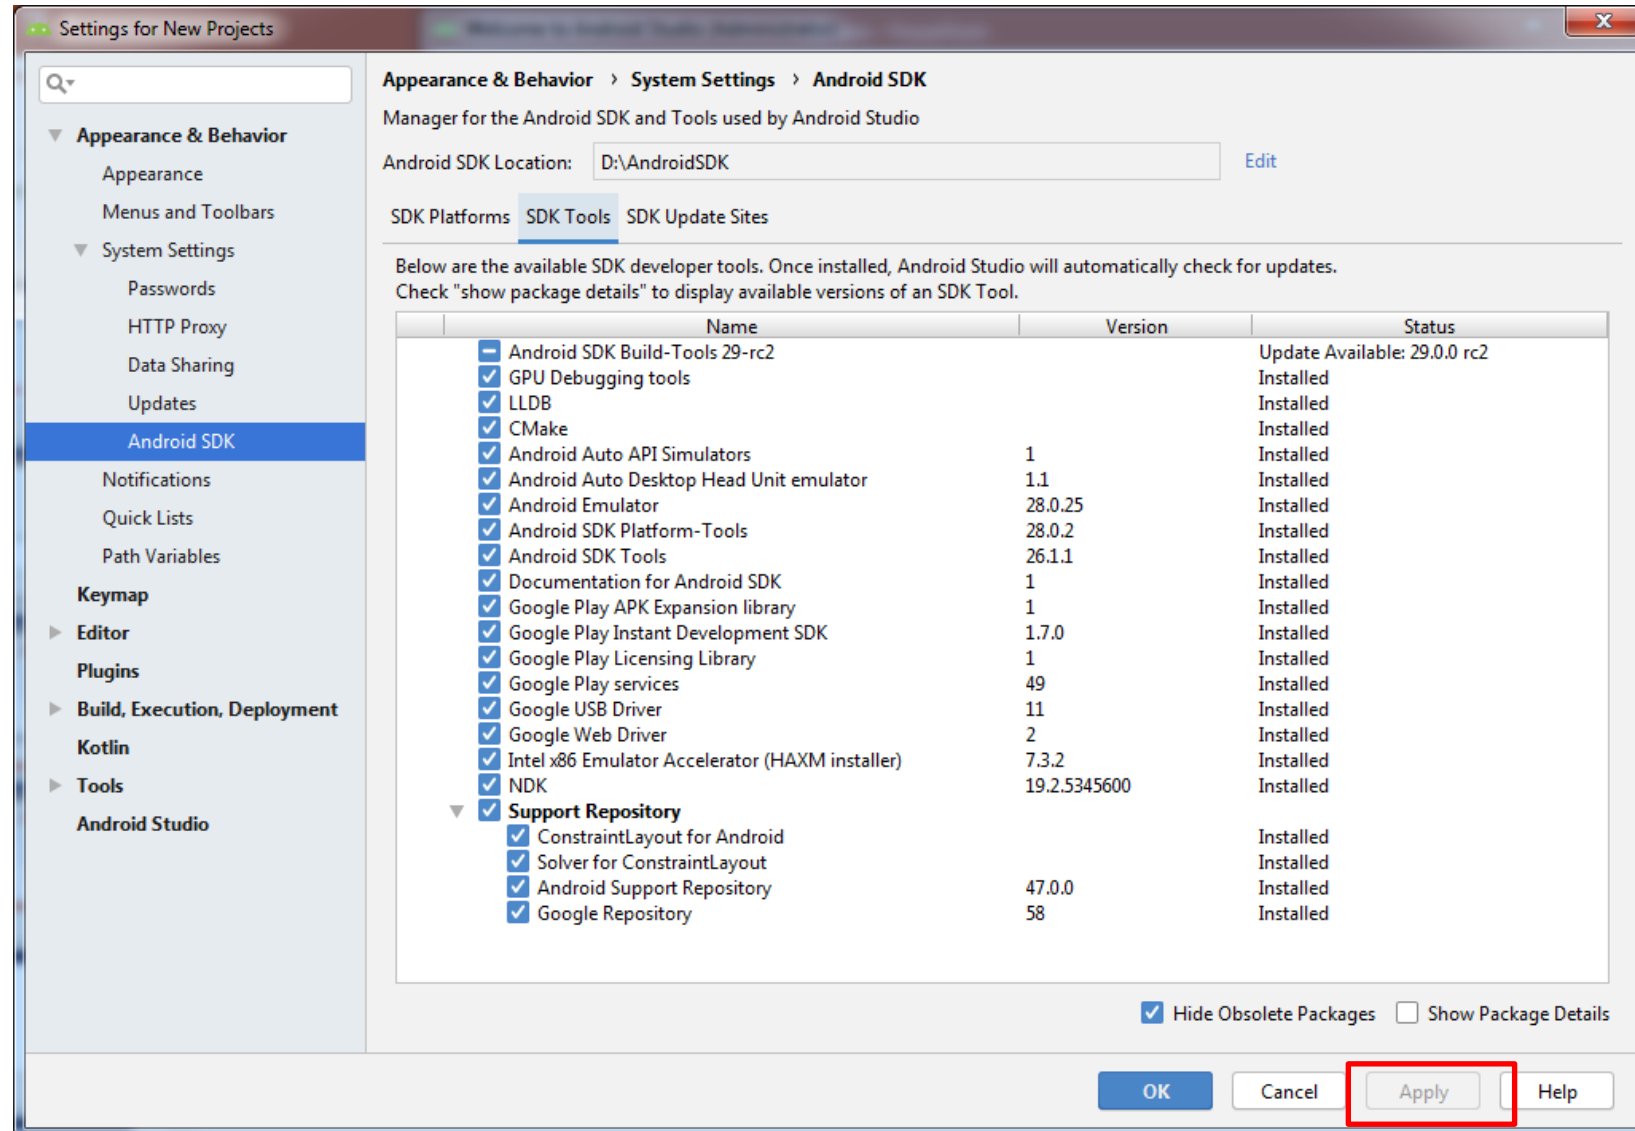 Settings for New Projects
Appearance & Behavior
Appearance
Menus and Toolbars
System Settings
Passwords
HTTP Proxy
Data Sharing
Updates
Android SDK
Notifications
Quick Lists
Path Variables
Keymap
Editor
Plugins
Build, Execution, Deployment
Kotlin
Tools
Android Studio
Appearance & Behavior › System Settings › Android SDK
Manager for the Android SDK and Tools used by Android Studio
Android SDK Location: D:\AndroidSDK Edit
SDK Platforms SDK Tools SDK Update Sites
Below are the available SDK developer tools. Once installed, Android Studio will automatically check for updates.
Check "show package details" to display available versions of an SDK Tool.
Name Version Status
Android SDK Build-Tools 29-rc2 Update Available: 29.0.0 rc2
GPU Debugging tools Installed
LLDB Installed
CMake Installed
Android Auto API Simulators 1 Installed
Android Auto Desktop Head Unit emulator 1.1 Installed
Android Emulator 28.0.25 Installed
Android SDK Platform-Tools 28.0.2 Installed
Android SDK Tools 26.1.1 Installed
Documentation for Android SDK 1 Installed
Google Play APK Expansion library 1 Installed
Google Play Instant Development SDK 1.7.0 Installed
Google Play Licensing Library 1 Installed
Google Play services 49 Installed
Google USB Driver 11 Installed
Google Web Driver 2 Installed
Intel x86 Emulator Accelerator (HAXM installer) 7.3.2 Installed
NDK 19.2.5345600 Installed
Support Repository
ConstraintLayout for Android Installed
Solver for ConstraintLayout Installed
Android Support Repository 47.0.0 Installed
Google Repository 58 Installed
Hide Obsolete Packages Show Package Details
OK Cancel Apply Help